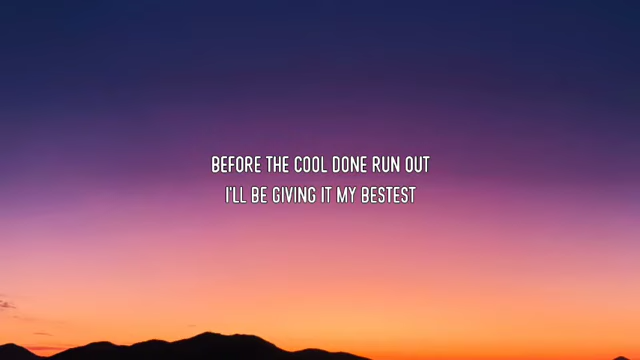 BEFORE THE COOL DONE RUN OUT
I'LL BE GIVING IT MY BESTEST